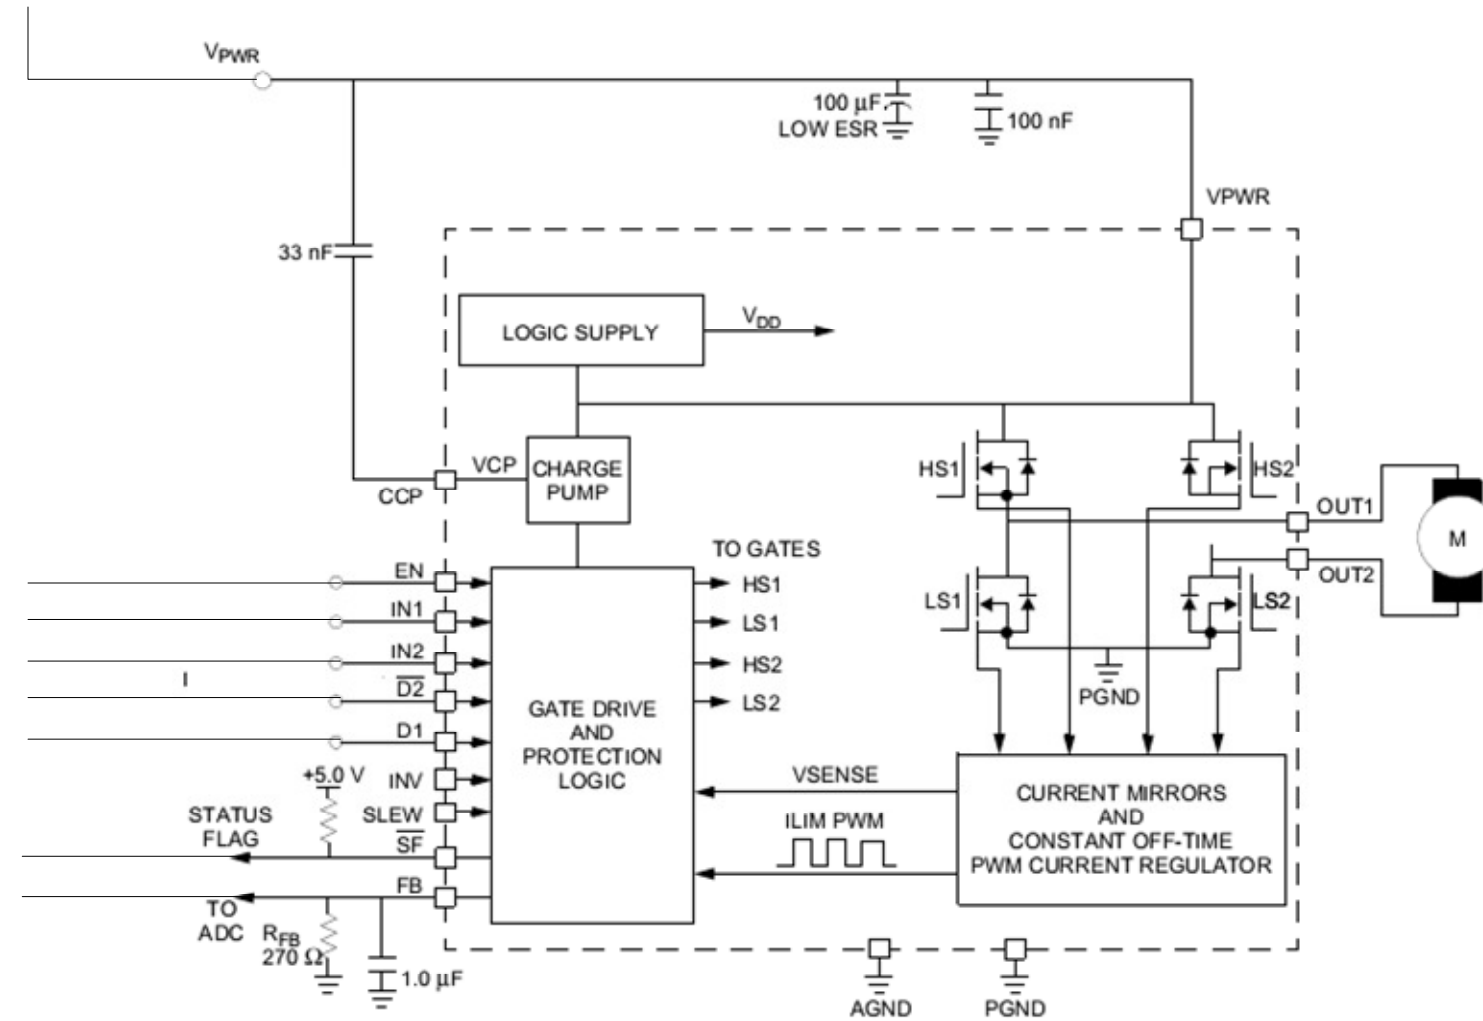 VPWR
100 µF
LOW ESR
100 nF
VPWR
33 nF
LOGIC SUPPLY
VDD
VCP
CHARGE
PUMP
CCP
HS1
HS2
OUT1
M
OUT2
TO GATES
EN
HS1
LS1
LS2
IN1
LS1
IN2
HS2
D2
LS2
PGND
D1
GATE DRIVE
AND
PROTECTION
LOGIC
+5.0 V
INV
VSENSE
CURRENT MIRRORS
AND
CONSTANT OFF-TIME
PWM CURRENT REGULATOR
STATUS
FLAG
SLEW
ILIM PWM
SF
FB
TO
ADC
RFB
270 Ω
1.0 µF
AGND
PGND